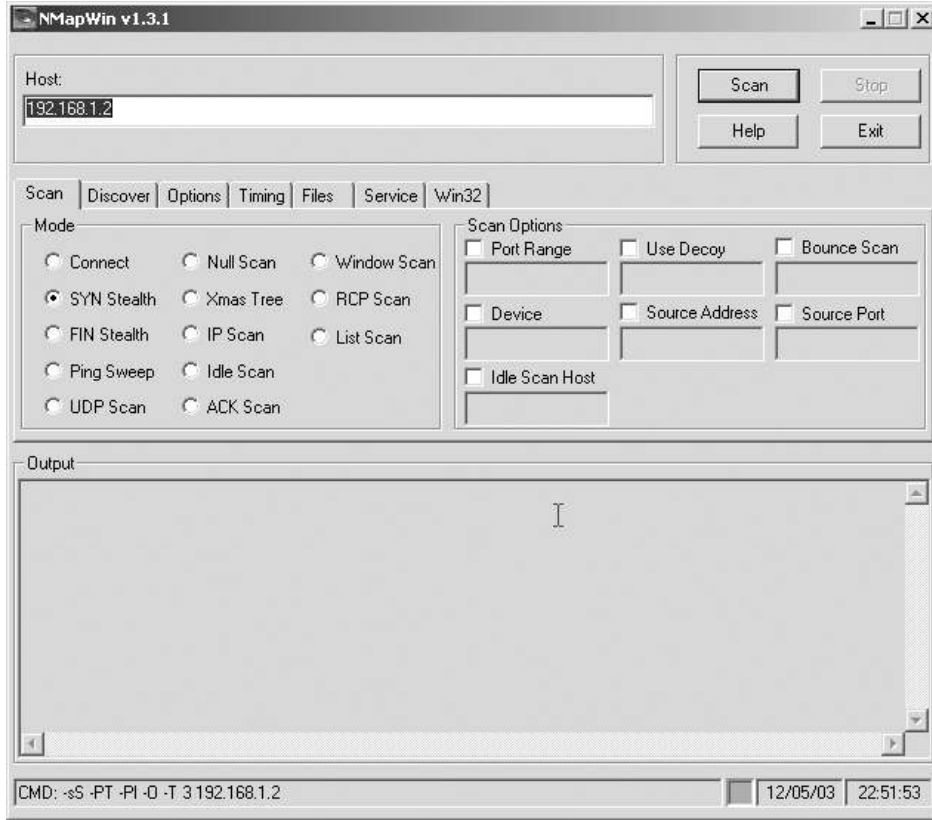 NMapWin v1.3.1
Host:
192.168.1.2
Scan Stop
Help Exit
Scan Discover Options Timing Files Service Win32
Mode
Connect Null Scan Window Scan
SYN Stealth Xmas Tree RCP Scan
FIN Stealth IP Scan List Scan
Ping Sweep Idle Scan
UDP Scan ACK Scan
Scan Options
Port Range Use Decoy Bounce Scan
Device Source Address Source Port
Idle Scan Host
Output
CMD: -sS -PT -PI -O -T 3 192.168.1.2 12/05/03 22:51:53